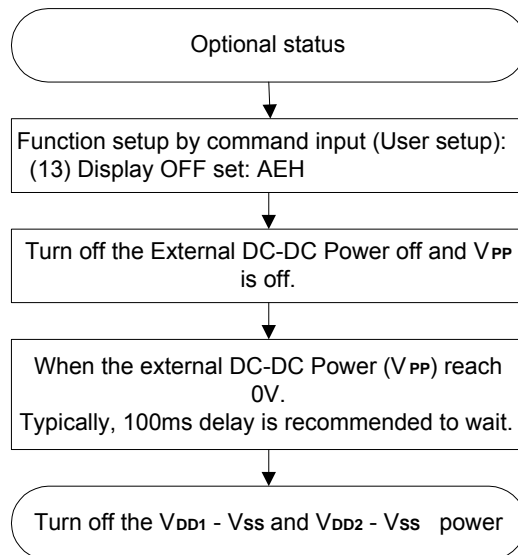 Optional status
Function setup by command input (User setup):
(13) Display OFF set: AEH
Turn off the External DC-DC Power off and VPP
is off.
When the external DC-DC Power (VPP) reach
0V.
Typically, 100ms delay is recommended to wait.
Turn off the VDD1 - VSS and VDD2 - VSS power